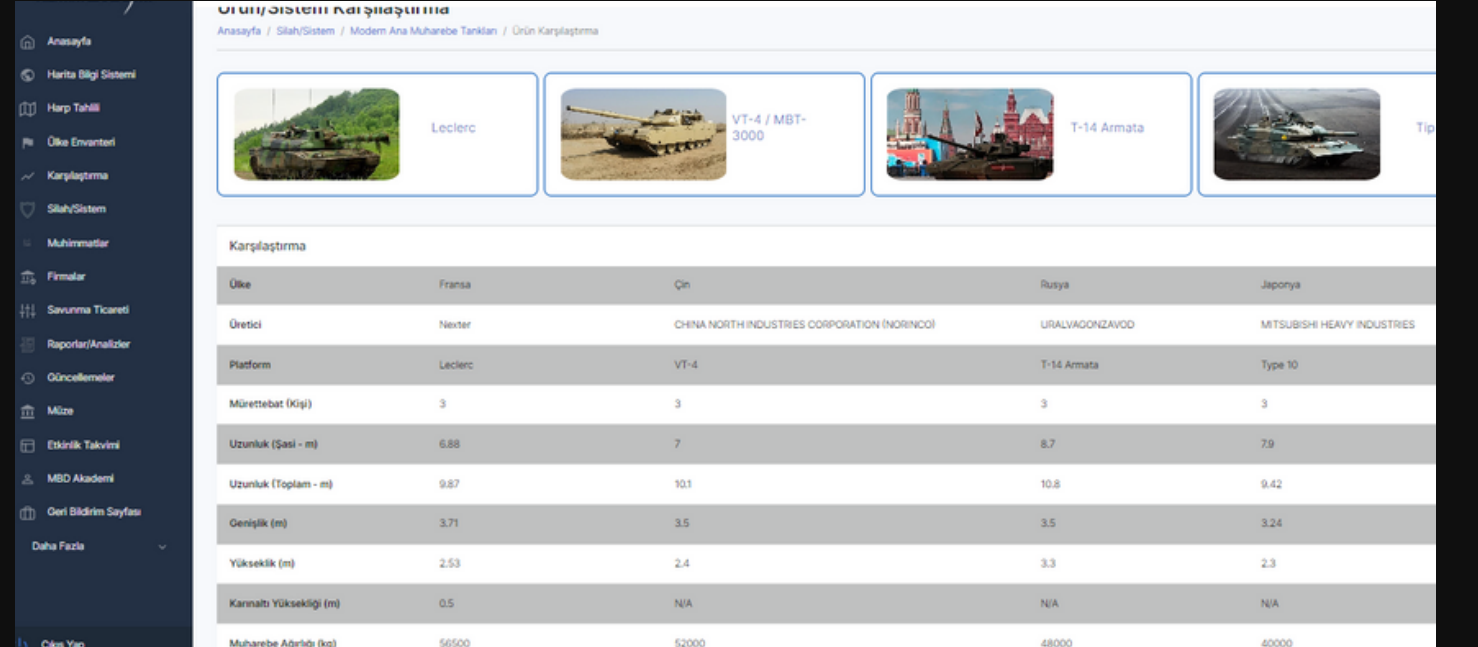 Ürün/Sistem Karşılaştırma
Anasayfa / Silah/Sistem / Modern Ana Muharebe Tankları / Ürün Karşılaştırma
Anasayfa
Harita Bilgi Sistemi
Harp Tahlili
Ülke Envanteri
Karşılaştırma
Silah/Sistem
Muhimmatlar
Firmalar
Savunma Ticareti
Raporlar/Analizler
Güncellemeler
Müze
Etkinlik Takvimi
MBD Akademi
Geri Bildirim Sayfası
Daha Fazla
Çıkış Yap
Leclerc
VT-4 / MBT-
3000
T-14 Armata
Tip
Karşılaştırma
Ülke Fransa Çin Rusya Japonya
Üretici Nexter CHINA NORTH INDUSTRIES CORPORATION (NORINCO) URALVAGONZAVOD MITSUBISHI HEAVY INDUSTRIES
Platform Leclerc VT-4 T-14 Armata Type 10
Mürettebat (Kişi) 3 3 3 3
Uzunluk (Şasi - m) 6.88 7 8.7 7.9
Uzunluk (Toplam - m) 9.87 10.1 10.8 9.42
Genişlik (m) 3.71 3.5 3.5 3.24
Yükseklik (m) 2.53 2.4 3.3 2.3
Karınaltı Yüksekliği (m) 0.5 N/A N/A N/A
Muharebe Ağırlığı (kg) 56500 52000 48000 40000